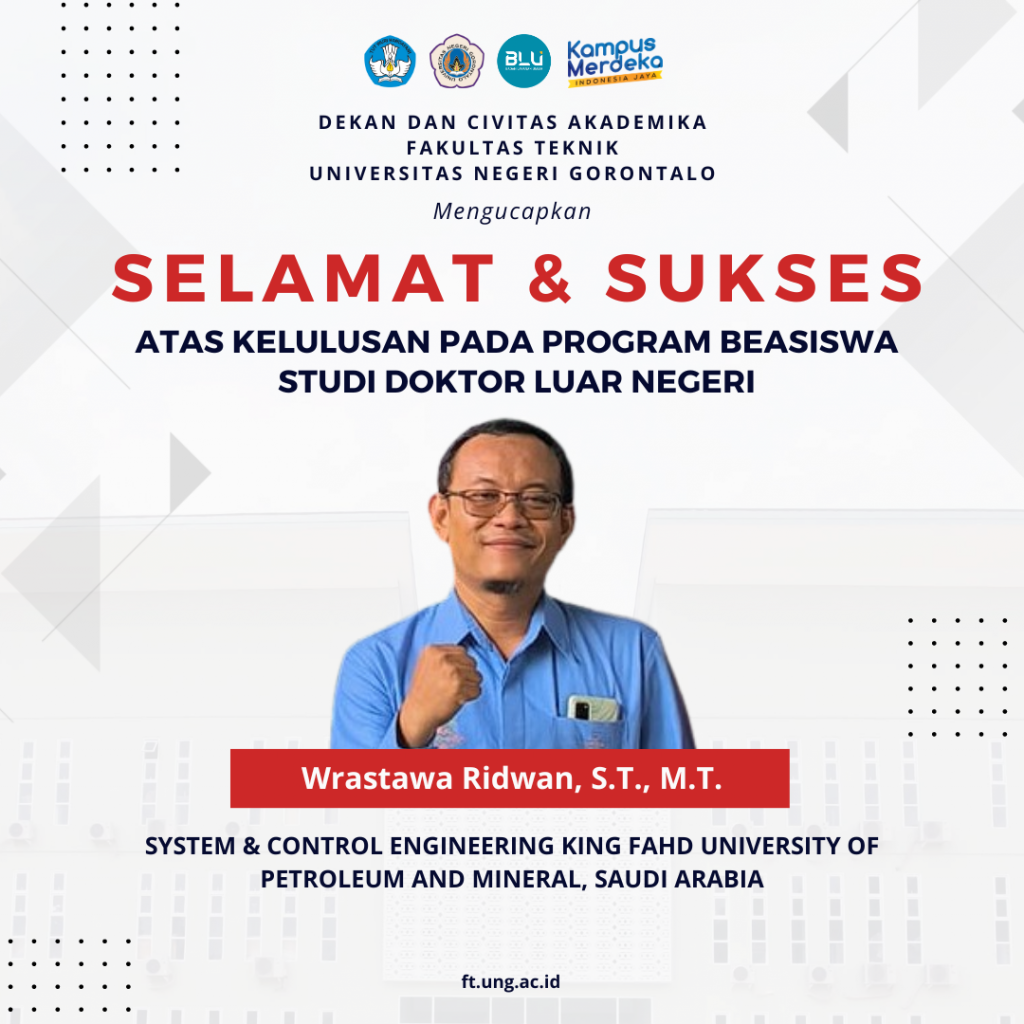 BLU
Kampus
Merdeka
INDONESIA JAYA
DEKAN DAN CIVITAS AKADEMIKA
FAKULTAS TEKNIK
UNIVERSITAS NEGERI GORONTALO
Mengucapkan
SELAMAT & SUKSES
ATAS KELULUSAN PADA PROGRAM BEASISWA
STUDI DOKTOR LUAR NEGERI
Wrastawa Ridwan, S.T., M.T.
SYSTEM & CONTROL ENGINEERING KING FAHD UNIVERSITY OF
PETROLEUM AND MINERAL, SAUDI ARABIA
ft.ung.ac.id